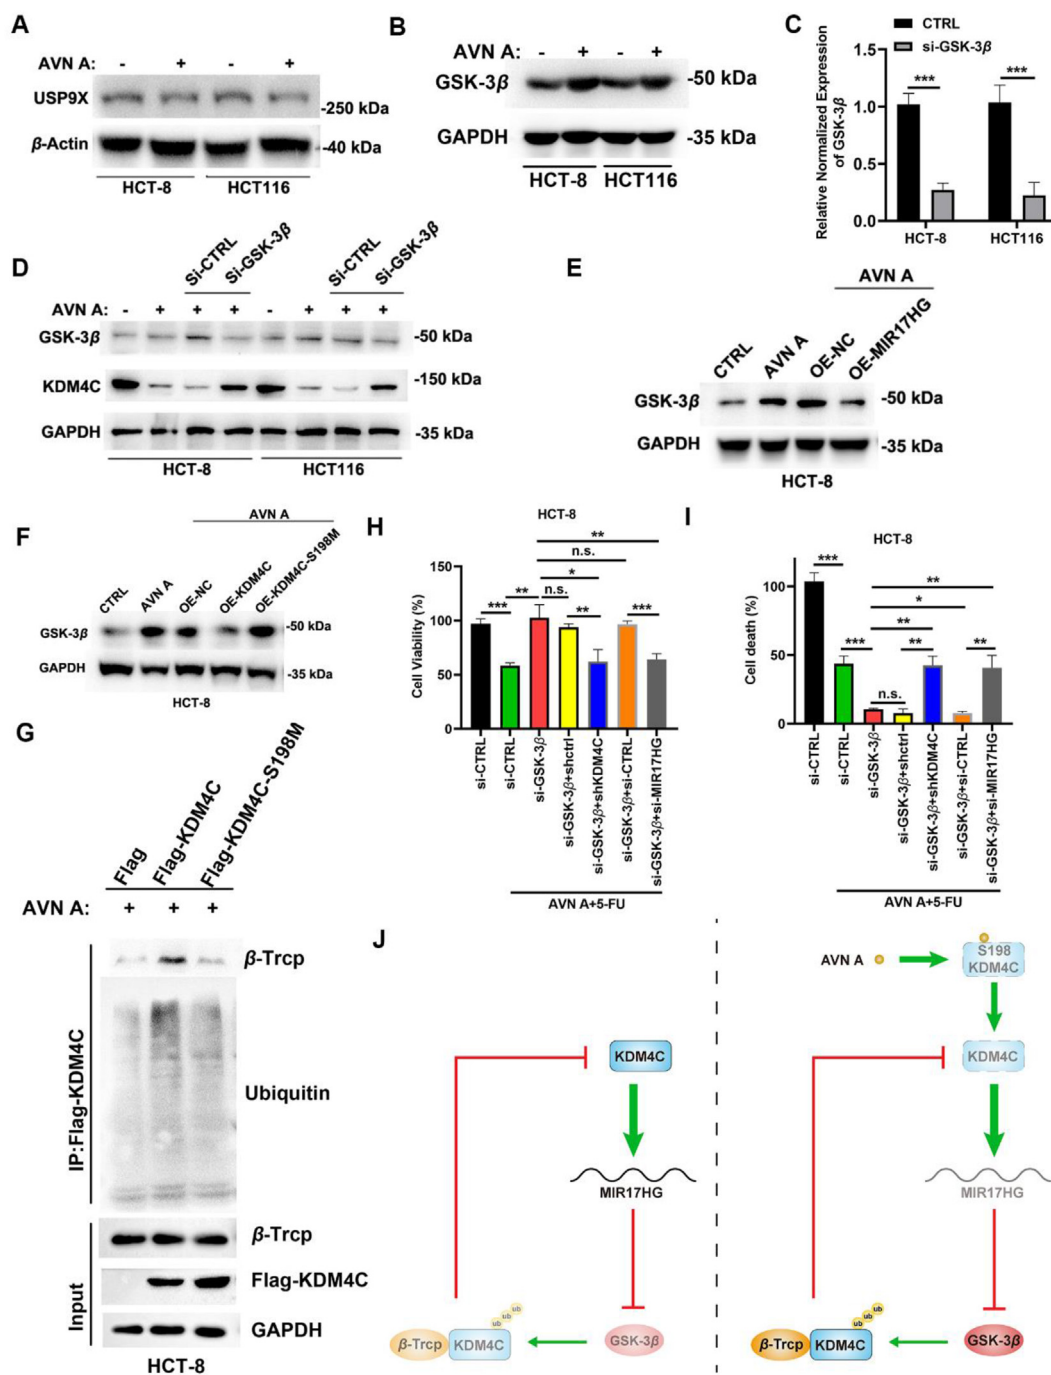 A
AVN A: - + - +
USP9X
-250 kDa
β-Actin
-40 kDa
HCT-8 HCT116
B
AVN A: - + - +
GSK-3β
-50 kDa
GAPDH
-35 kDa
HCT-8 HCT116
C
CTRL
si-GSK-3β
Relative Normalized Expression
of GSK-3β
1.5
1.0
0.5
0.0
*** ***
HCT-8 HCT116
D
Si-CTRL Si-GSK-3β Si-CTRL Si-GSK-3β
AVN A: - + + + - + + +
GSK-3β
-50 kDa
KDM4C
-150 kDa
GAPDH
-35 kDa
HCT-8 HCT116
E
AVN A
CTRL AVN A OE-NC OE-MIR17HG
GSK-3β
-50 kDa
GAPDH
-35 kDa
HCT-8
F
AVN A
CTRL AVN A OE-NC OE-KDM4C OE-KDM4C-S198M
GSK-3β
-50 kDa
GAPDH
-35 kDa
HCT-8
G
Flag Flag-KDM4C Flag-KDM4C-S198M
AVN A: + + +
IP:Flag-KDM4C
β-Trcp
Ubiquitin
Input
β-Trcp
Flag-KDM4C
GAPDH
HCT-8
H
HCT-8
Cell Viability (%)
150
100
50
0
**
n.s.
*
** n.s.
*** ** ***
si-CTRL
si-CTRL
si-GSK-3β
si-GSK-3β+shctrl
si-GSK-3β+shKDM4C
si-GSK-3β+si-CTRL
si-GSK-3β+si-MIR17HG
AVN A+5-FU
I
HCT-8
Cell death (%)
100
50
0
***
**
*
**
*** ** **
n.s.
si-CTRL
si-CTRL
si-GSK-3β
si-GSK-3β+shctrl
si-GSK-3β+shKDM4C
si-GSK-3β+si-CTRL
si-GSK-3β+si-MIR17HG
AVN A+5-FU
J
KDM4C
MIR17HG
GSK-3β
β-Trcp KDM4C
ub ub ub
AVN A
S198
KDM4C
KDM4C
MIR17HG
GSK-3β
β-Trcp KDM4C
ub ub ub